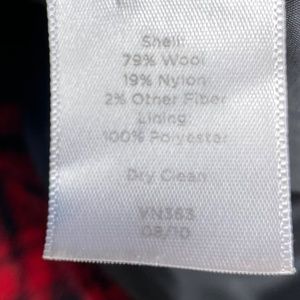 Shell:
79% Wool
19% Nylon
2% Other Fiber
Lining:
100% Polyester
Dry Clean
VN363
08/10